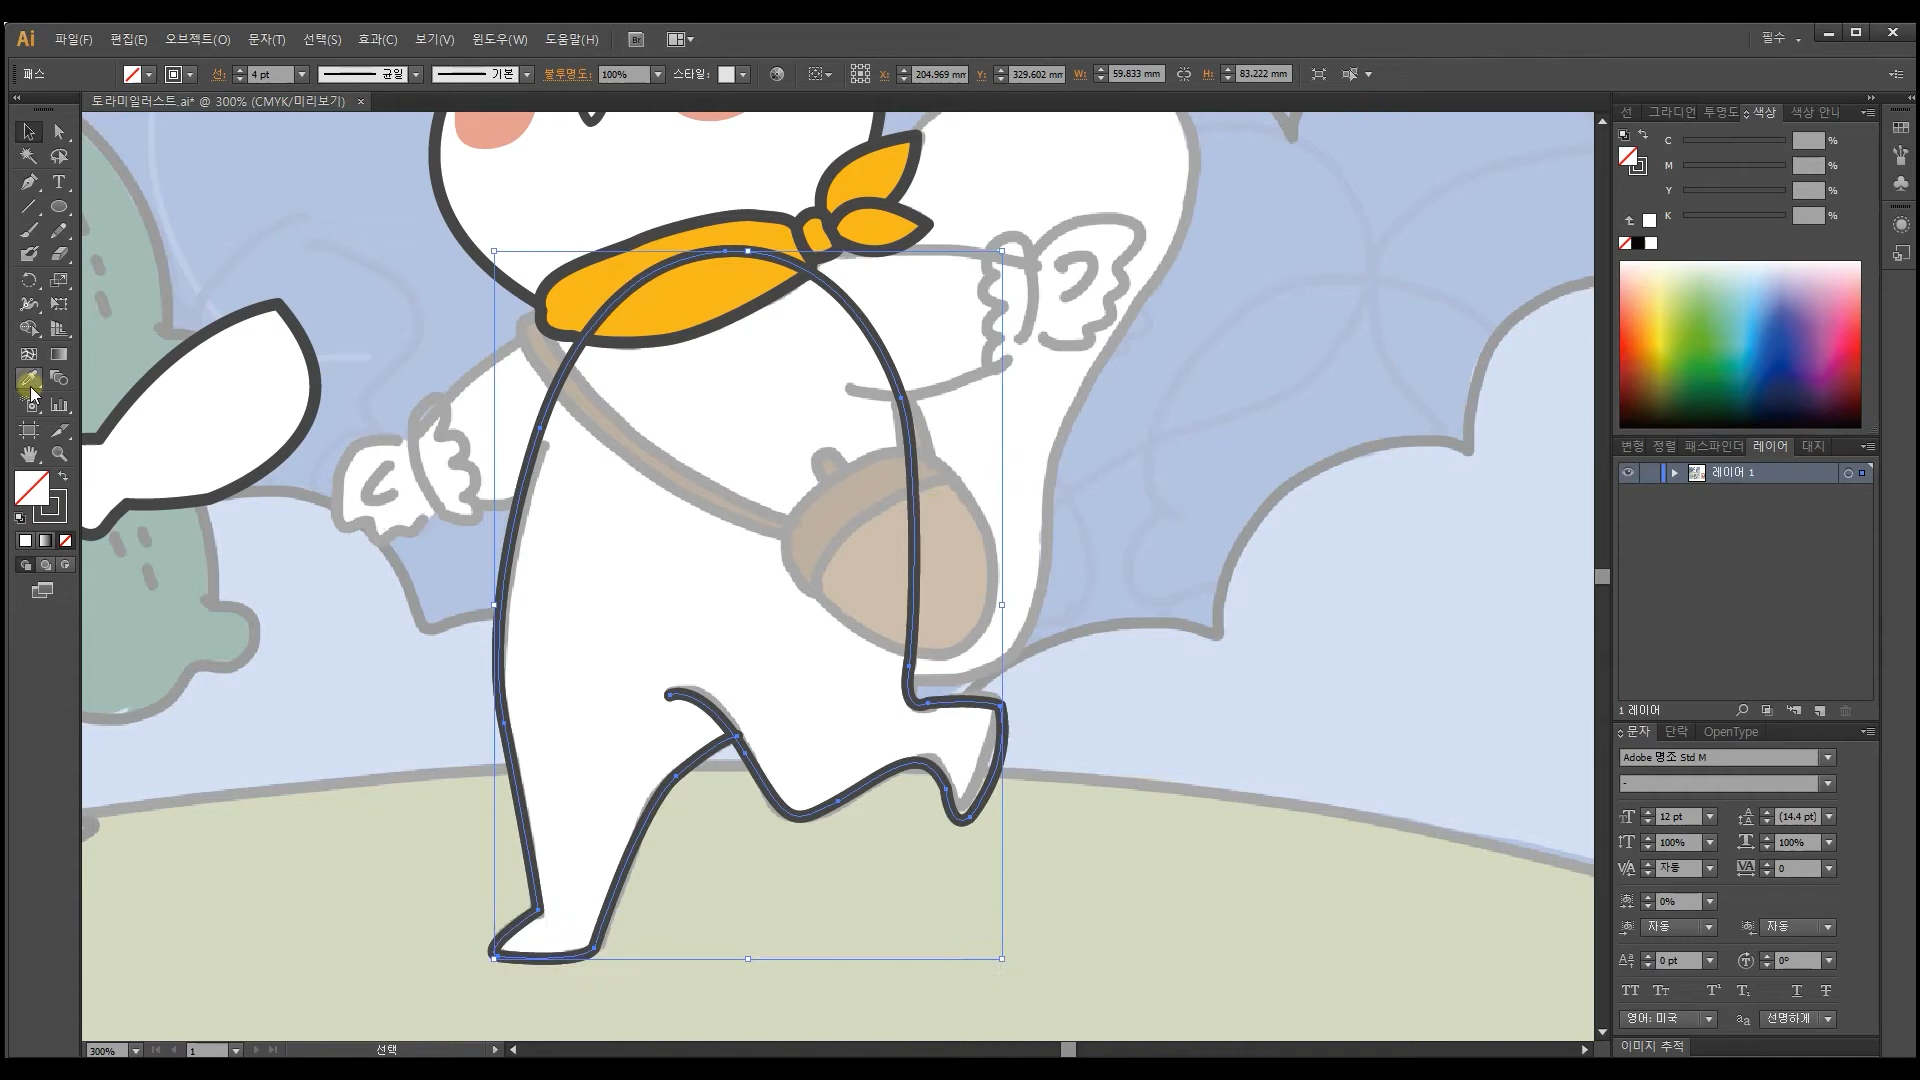 Ai 파일(F) 편집(E) 오브젝트(O) 문자(T) 선택(S) 효과(C) 보기(V) 윈도우(W) 도움말(H) Br 필수
패스 선: 4 pt 균일 기본 불투명도: 100% 스타일: X: 204.969 mm Y: 329.602 mm W: 59.833 mm H: 83.222 mm
토라미일러스트.ai* @ 300% (CMYK/미리보기) ×
선 그라디언 투명도 색상 색상 안내
C %
M %
Y %
K %
변형 정렬 패스파인더 레이어 대지
레이어 1
1 레이어
문자 단락 OpenType
Adobe 명조 Std M
-
12 pt (14.4 pt)
100% 100%
자동 0
0%
자동 자동
0 pt 0°
TT Tт T¹ T₁ T T
영어: 미국 aa 선명하게
이미지 추적
300% 1 선택